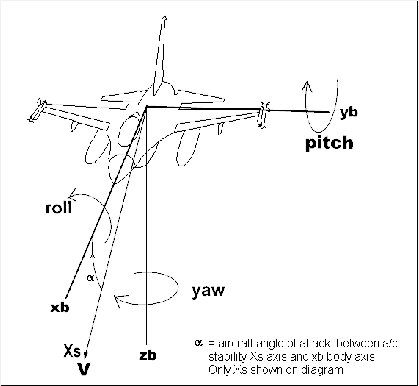 yb
pitch
roll
α
yaw
xb
Xs
V
zb
α = aircraft angle of attack between a/c
stability Xs axis and xb body axis
Only Xs shown on diagram